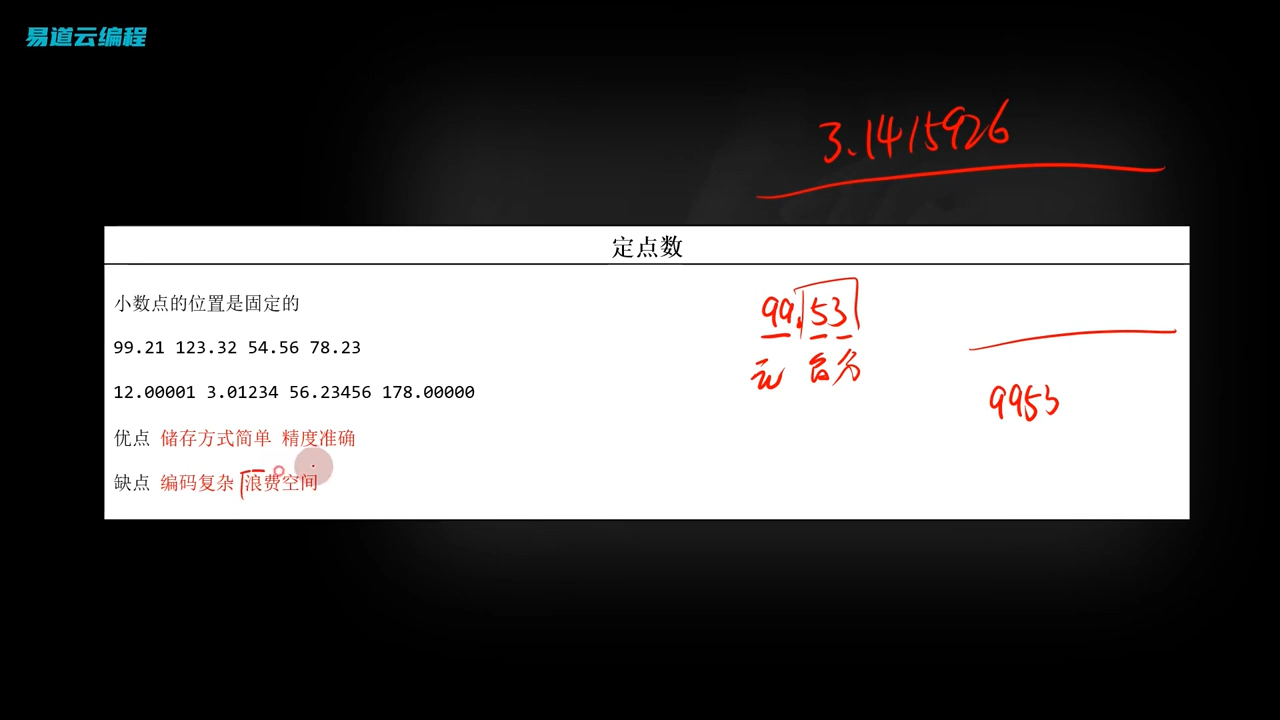 易道云编程
3.1415926
定点数
小数点的位置是固定的
99.53
99.21 123.32 54.56 78.23
元 角分
12.00001 3.01234 56.23456 178.00000
9953
优点 储存方式简单 精度准确
缺点 编码复杂 浪费空间